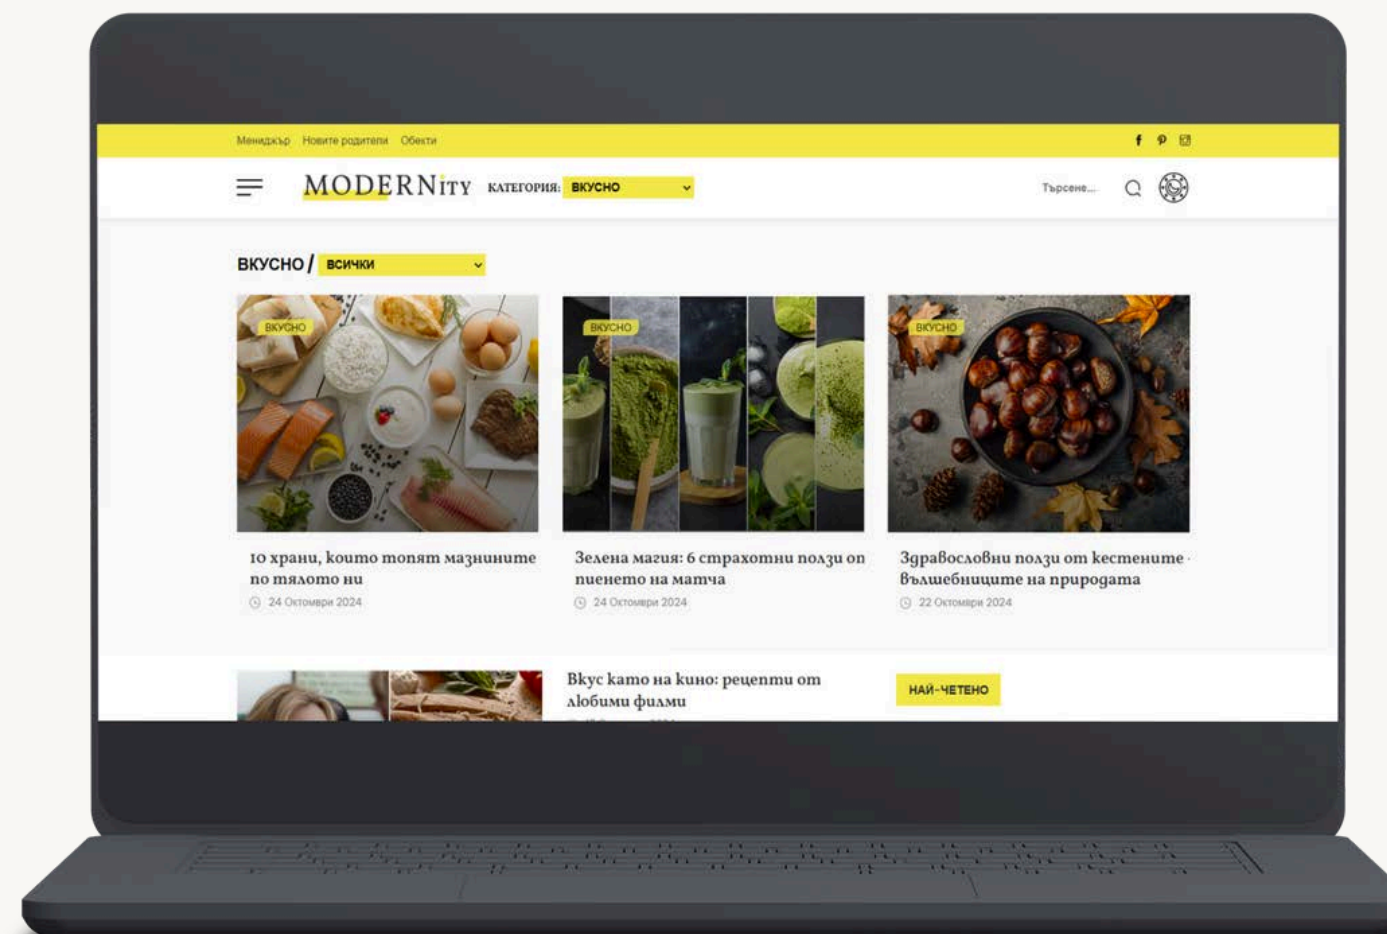 Мениджър Новите родители Обекти
MODERNiTY КАТЕГОРИЯ: ВКУСНО Търсене...
ВКУСНО / ВСИЧКИ
ВКУСНО ВКУСНО ВКУСНО
10 храни, които топят мазнините
по тялото ни
24 Октомври 2024
Зелена магия: 6 страхотни ползи от
пиенето на матча
24 Октомври 2024
Здравословни ползи от кестените -
вълшебниците на природата
22 Октомври 2024
Вкус като на кино: рецепти от
любими филми
НАЙ-ЧЕТЕНО